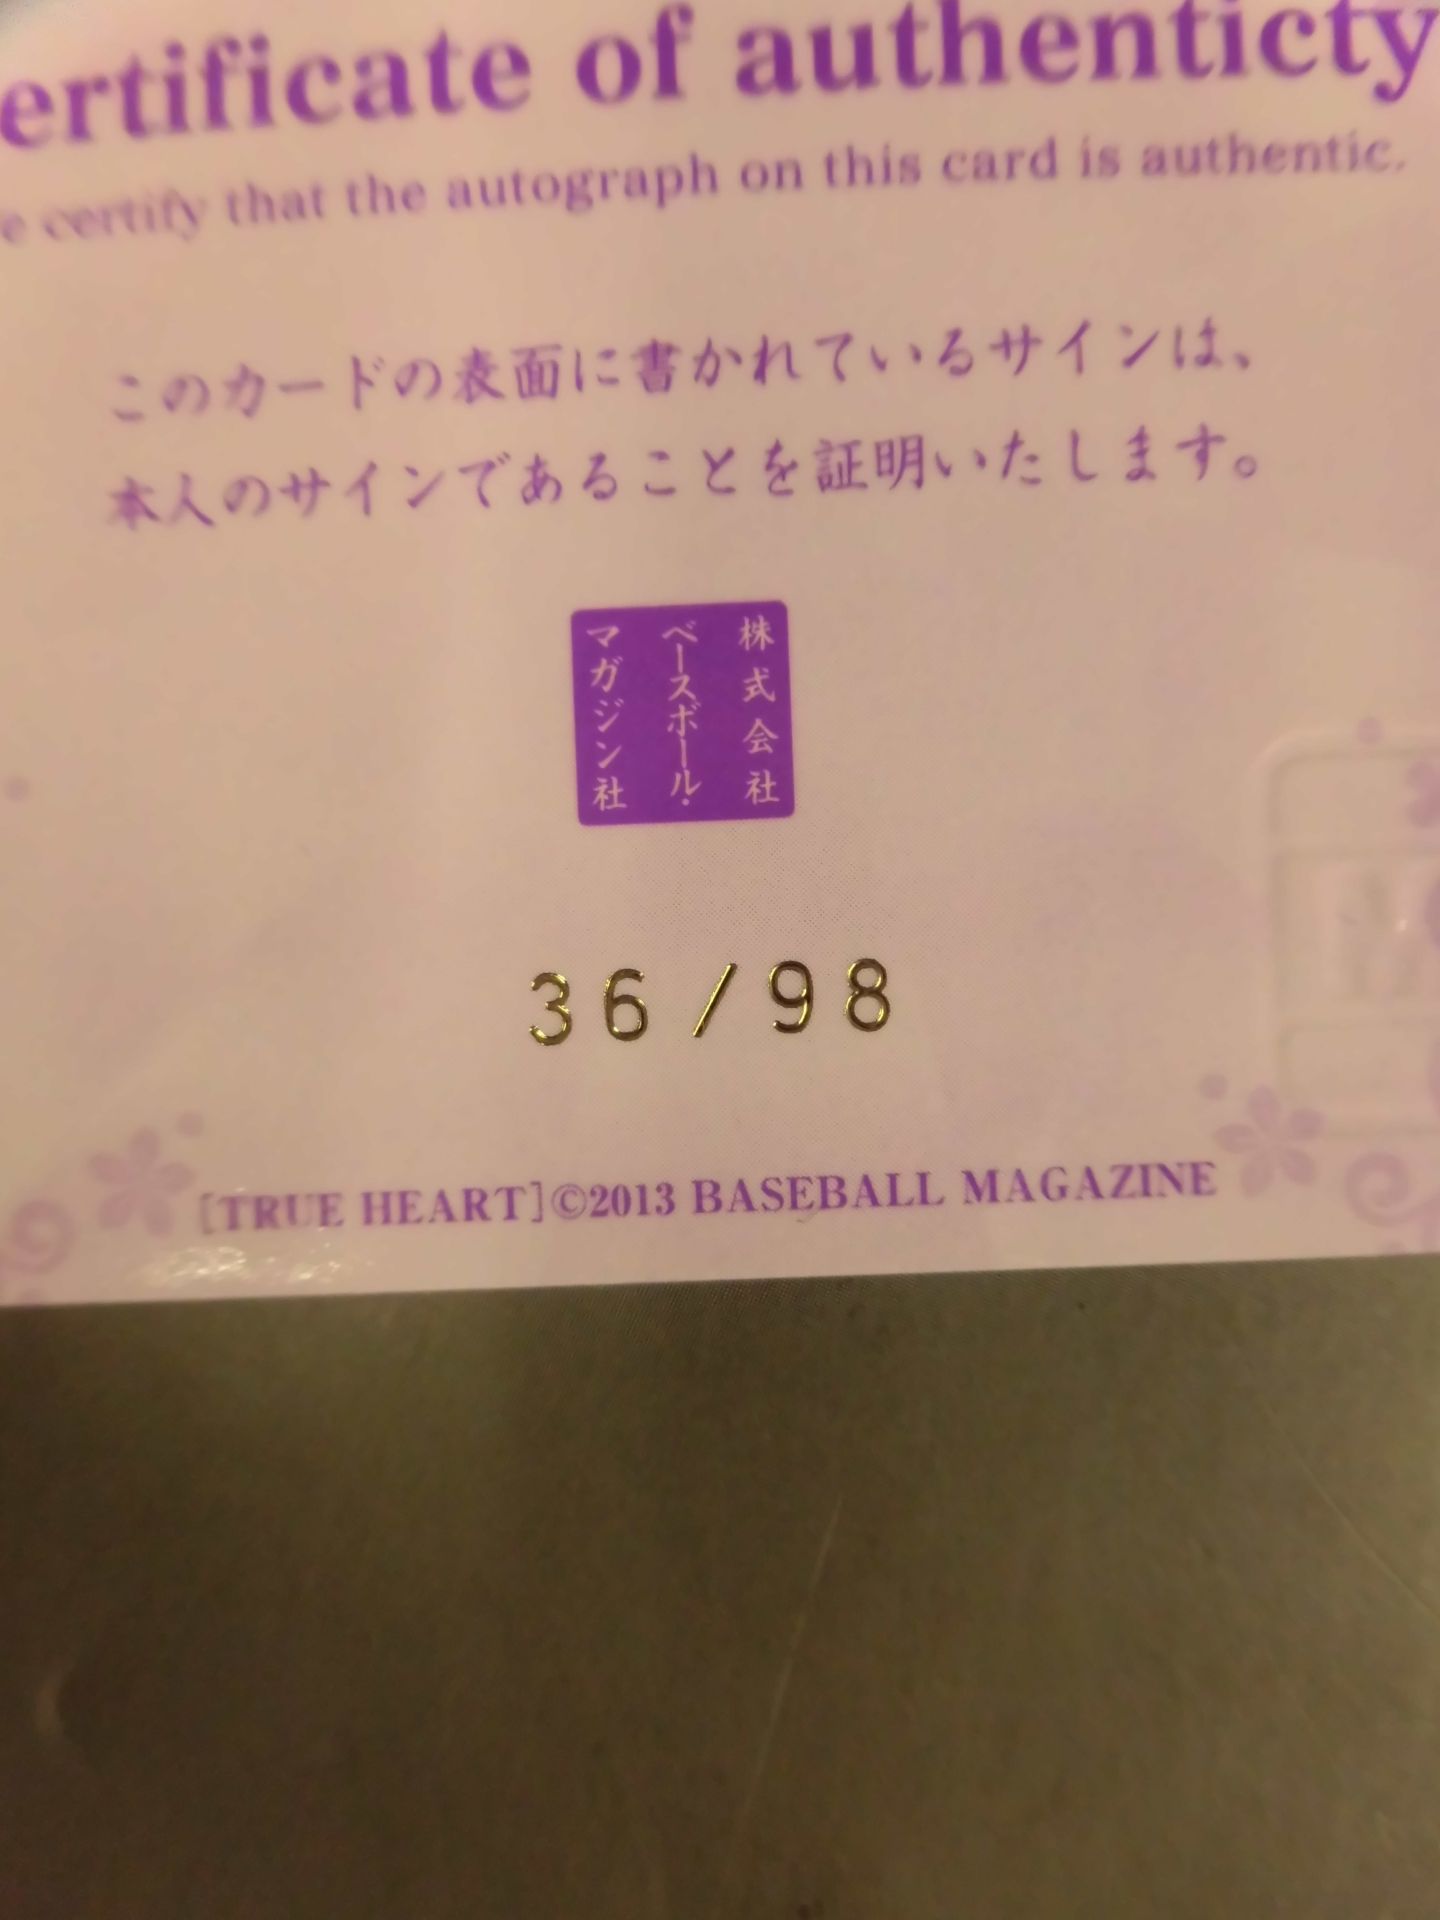 ertificate of authenticty
e certify that the autograph on this card is authentic.
このカードの表面に書かれているサインは、
本人のサインであることを証明いたします。
株式会社
ベースボール・
マガジン社
36/98
[TRUE HEART]©2013 BASEBALL MAGAZINE